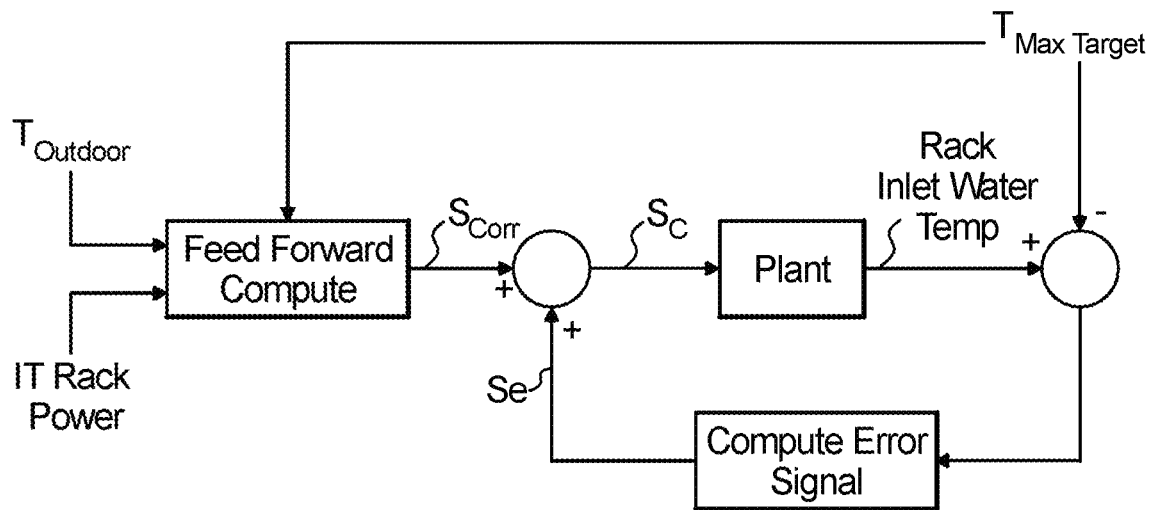 T Max Target
T Outdoor
Feed Forward
Compute
IT Rack
Power
S Corr
+
+
S C
Plant
Rack
Inlet Water
Temp
+
-
Se
Compute Error
Signal